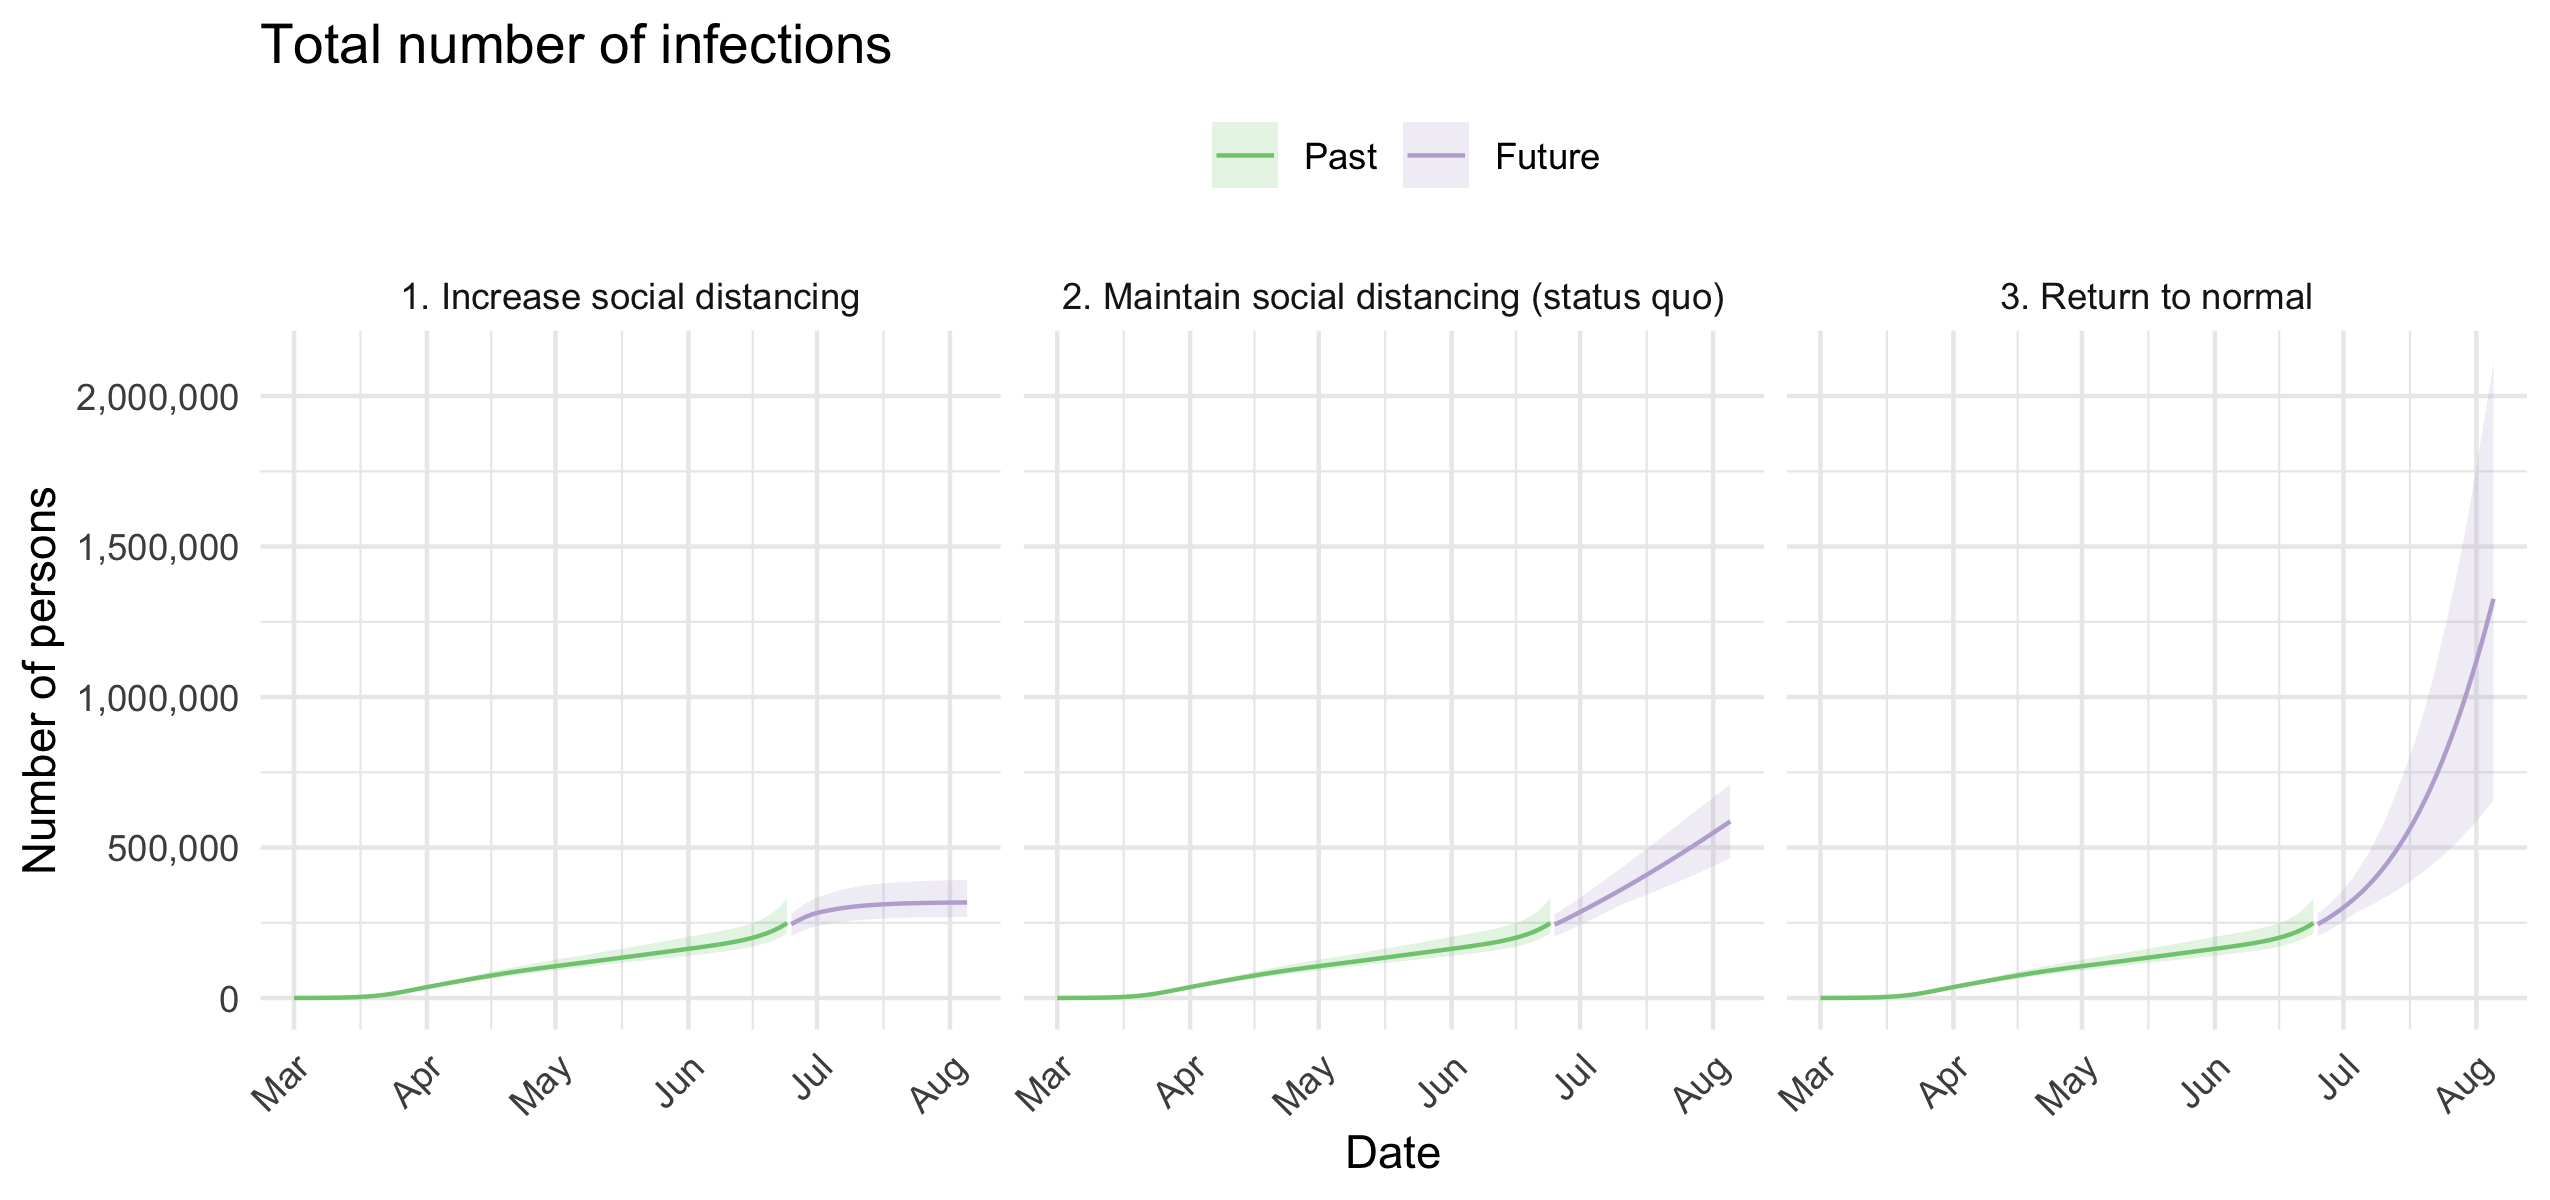 Total number of infections
Past
Future
1. Increase social distancing
2. Maintain social distancing (status quo)
3. Return to normal
Number of persons
2,000,000
1,500,000
1,000,000
500,000
0
Mar Apr May Jun Jul Aug
Mar Apr May Jun Jul Aug
Mar Apr May Jun Jul Aug
Date